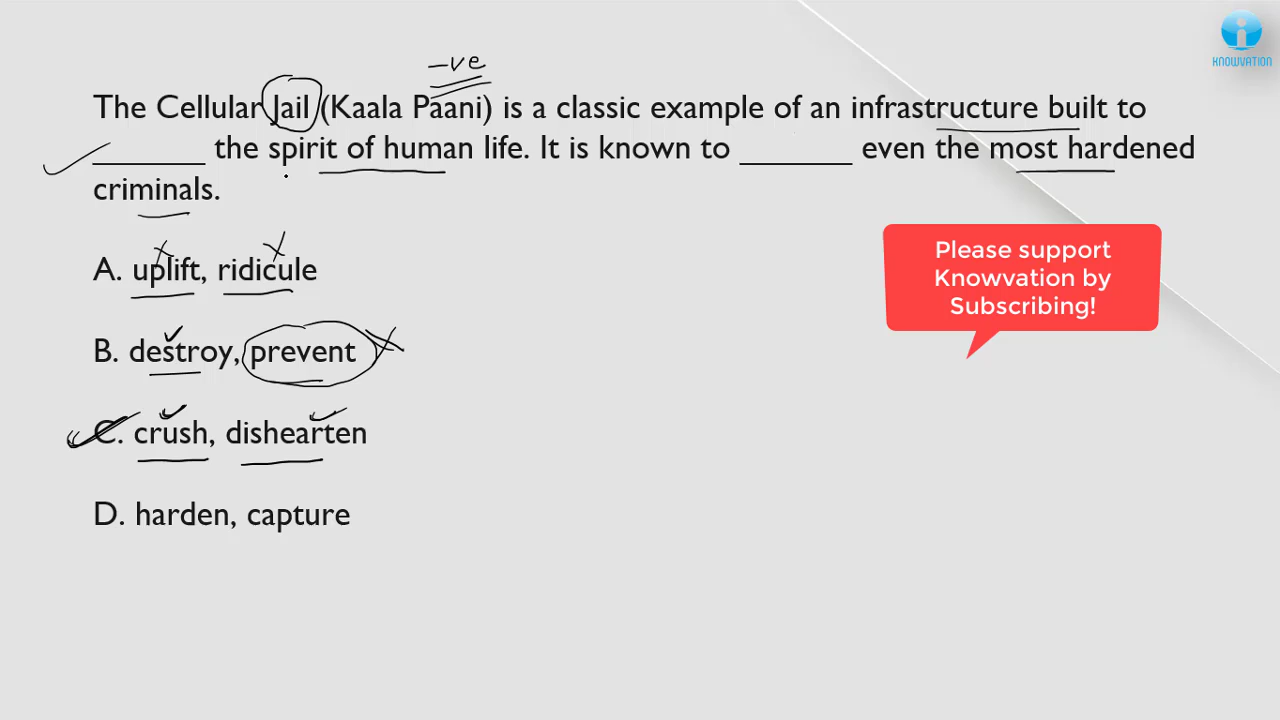 KNOWVATION
-ve
The Cellular Jail (Kaala Paani) is a classic example of an infrastructure built to
_______ the spirit of human life. It is known to _______ even the most hardened
criminals.
A. uplift, ridicule
B. destroy, prevent
C. crush, dishearten
D. harden, capture
Please support
Knowvation by
Subscribing!